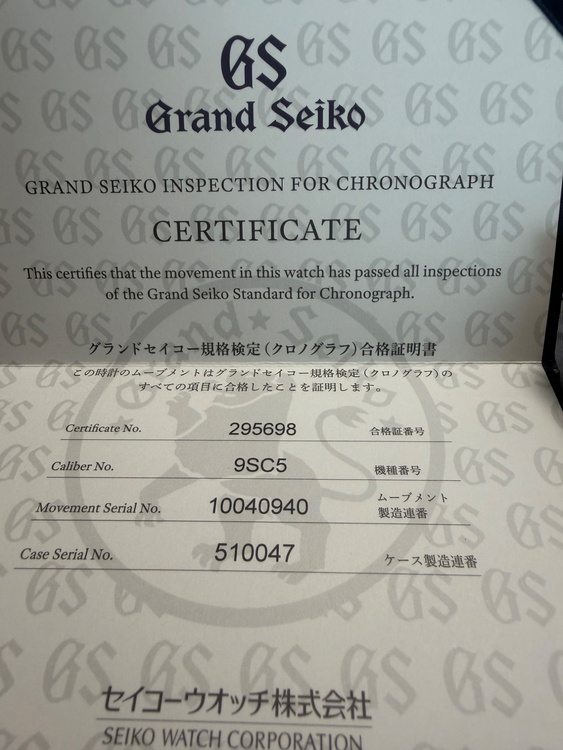 GS
Grand Seiko
GRAND SEIKO INSPECTION FOR CHRONOGRAPH
CERTIFICATE
This certifies that the movement in this watch has passed all inspections
of the Grand Seiko Standard for Chronograph.
グランドセイコー規格検定(クロノグラフ)合格証明書
この時計のムーブメントはグランドセイコー規格検定(クロノグラフ)の
すべての項目に合格したことを証明します。
Certificate No. 295698 合格証番号
Caliber No. 9SC5 機種番号
Movement Serial No. 10040940 ムーブメント
製造連番
Case Serial No. 510047 ケース製造連番
セイコーウオッチ株式会社
SEIKO WATCH CORPORATION